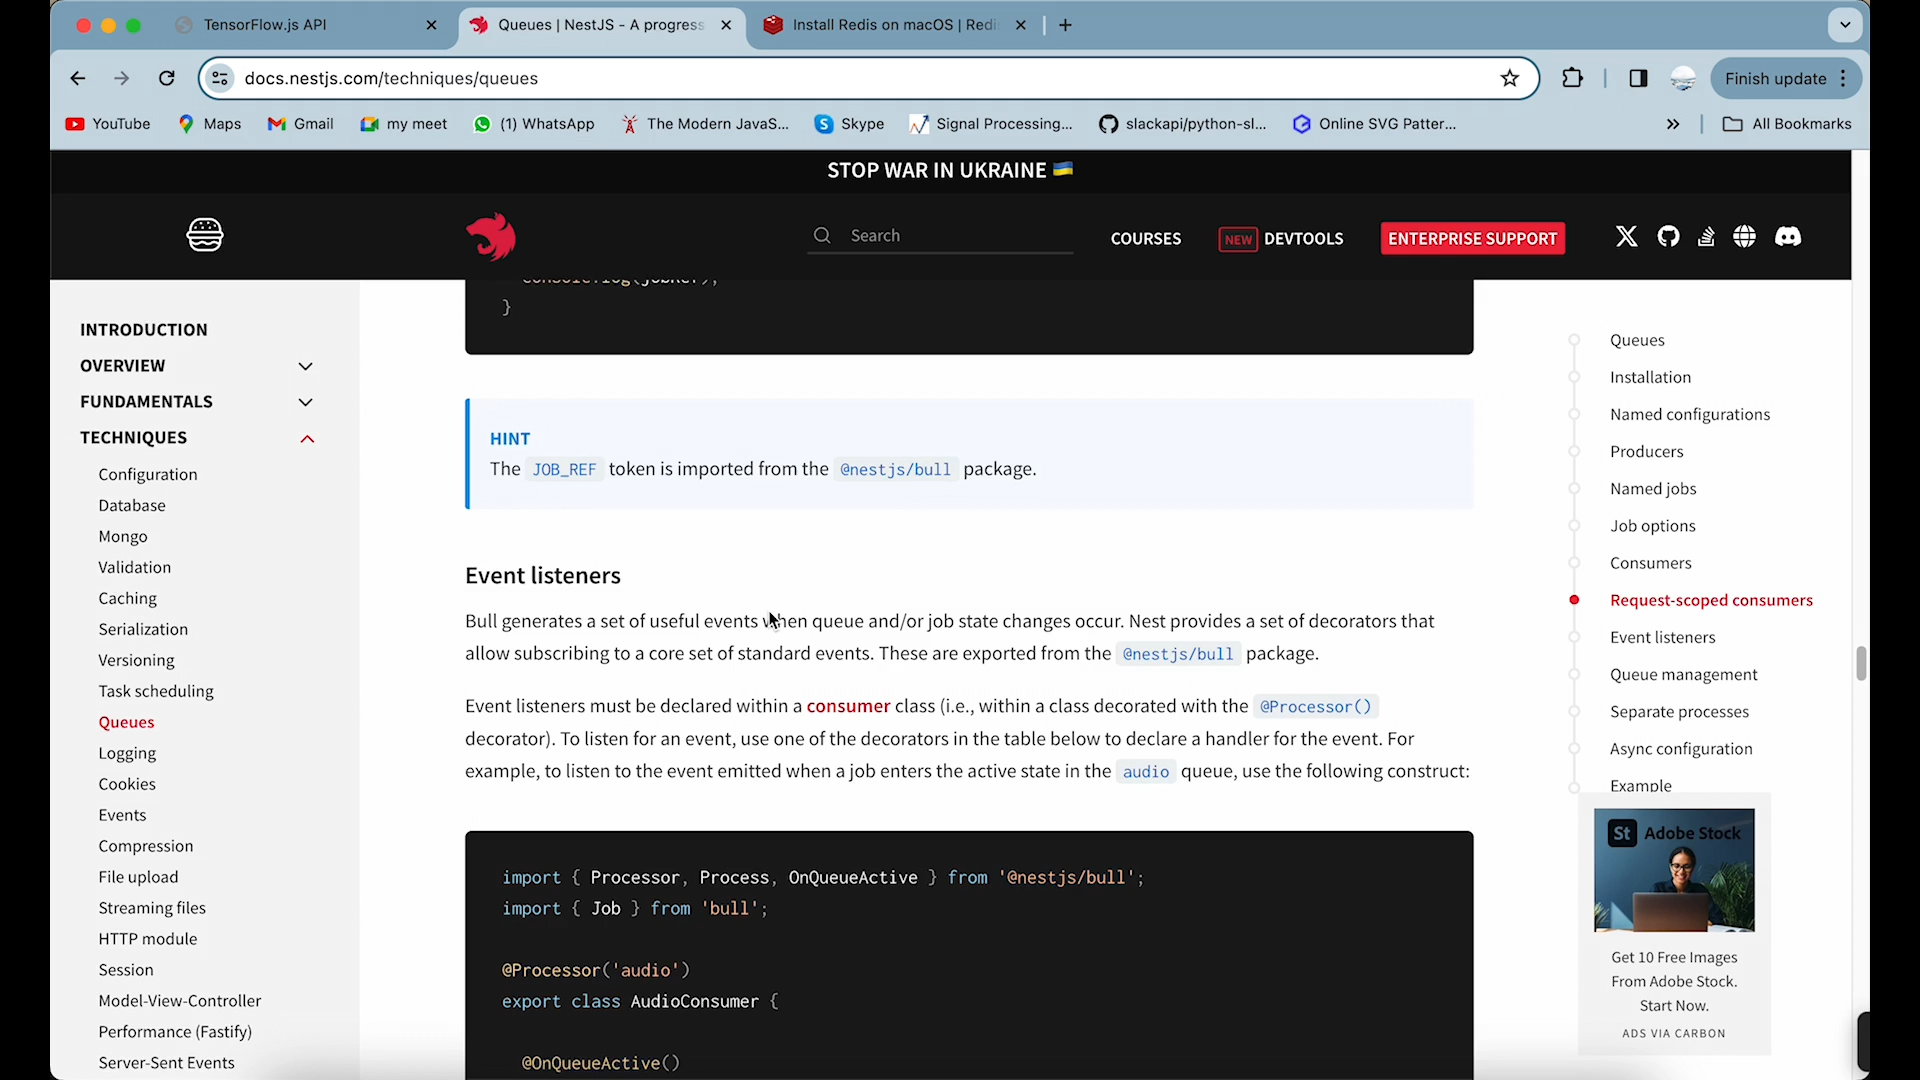 TensorFlow.js API
Queues | NestJS - A progress
Install Redis on macOS | Redi
docs.nestjs.com/techniques/queues
Finish update
YouTube
Maps
Gmail
my meet
(1) WhatsApp
The Modern JavaS...
Skype
Signal Processing...
slackapi/python-sl...
Online SVG Patter...
All Bookmarks
STOP WAR IN UKRAINE 🇺🇦
Search
COURSES
NEW DEVTOOLS
ENTERPRISE SUPPORT
INTRODUCTION
OVERVIEW
FUNDAMENTALS
TECHNIQUES
Configuration
Database
Mongo
Validation
Caching
Serialization
Versioning
Task scheduling
Queues
Logging
Cookies
Events
Compression
File upload
Streaming files
HTTP module
Session
Model-View-Controller
Performance (Fastify)
Server-Sent Events
console.log(jobRef);
}
HINT
The JOB_REF token is imported from the @nestjs/bull package.
Event listeners
Bull generates a set of useful events when queue and/or job state changes occur. Nest provides a set of decorators that
allow subscribing to a core set of standard events. These are exported from the @nestjs/bull package.
Event listeners must be declared within a consumer class (i.e., within a class decorated with the @Processor()
decorator). To listen for an event, use one of the decorators in the table below to declare a handler for the event. For
example, to listen to the event emitted when a job enters the active state in the audio queue, use the following construct:
import { Processor, Process, OnQueueActive } from '@nestjs/bull';
import { Job } from 'bull';
@Processor('audio')
export class AudioConsumer {
@OnQueueActive()
Queues
Installation
Named configurations
Producers
Named jobs
Job options
Consumers
Request-scoped consumers
Event listeners
Queue management
Separate processes
Async configuration
Example
St Adobe Stock
Get 10 Free Images
From Adobe Stock.
Start Now.
ADS VIA CARBON